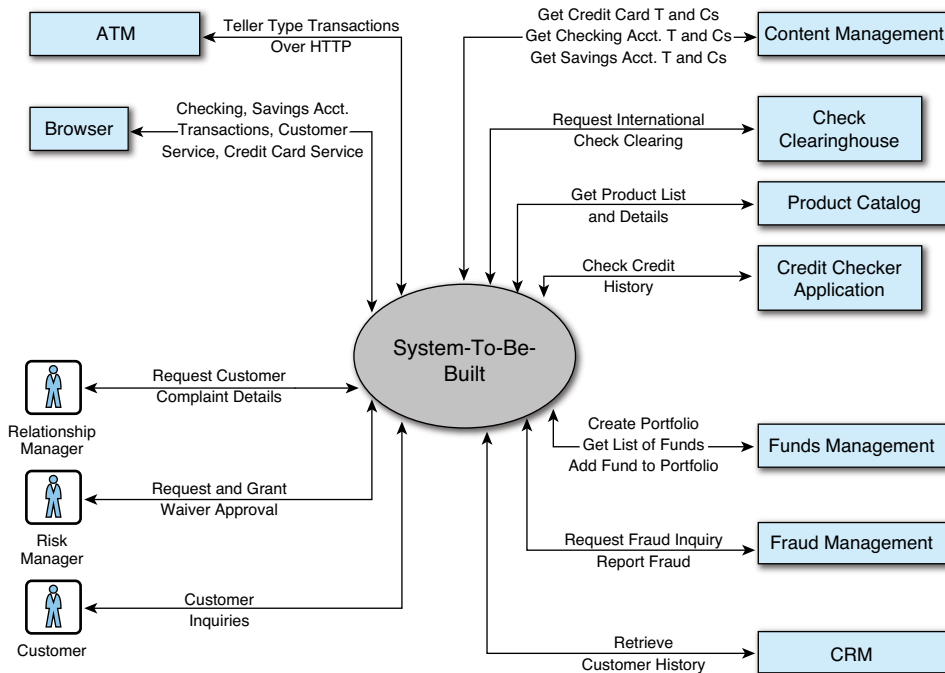 ATM
Teller Type Transactions
Over HTTP
Browser
Checking, Savings Acct.
Transactions, Customer
Service, Credit Card Service
Get Credit Card T and Cs
Get Checking Acct. T and Cs
Get Savings Acct. T and Cs
Content Management
Request International
Check Clearing
Check
Clearinghouse
Get Product List
and Details
Product Catalog
Check Credit
History
Credit Checker
Application
System-To-Be-
Built
Relationship
Manager
Request Customer
Complaint Details
Risk
Manager
Request and Grant
Waiver Approval
Customer
Customer
Inquiries
Create Portfolio
Get List of Funds
Add Fund to Portfolio
Funds Management
Request Fraud Inquiry
Report Fraud
Fraud Management
Retrieve
Customer History
CRM